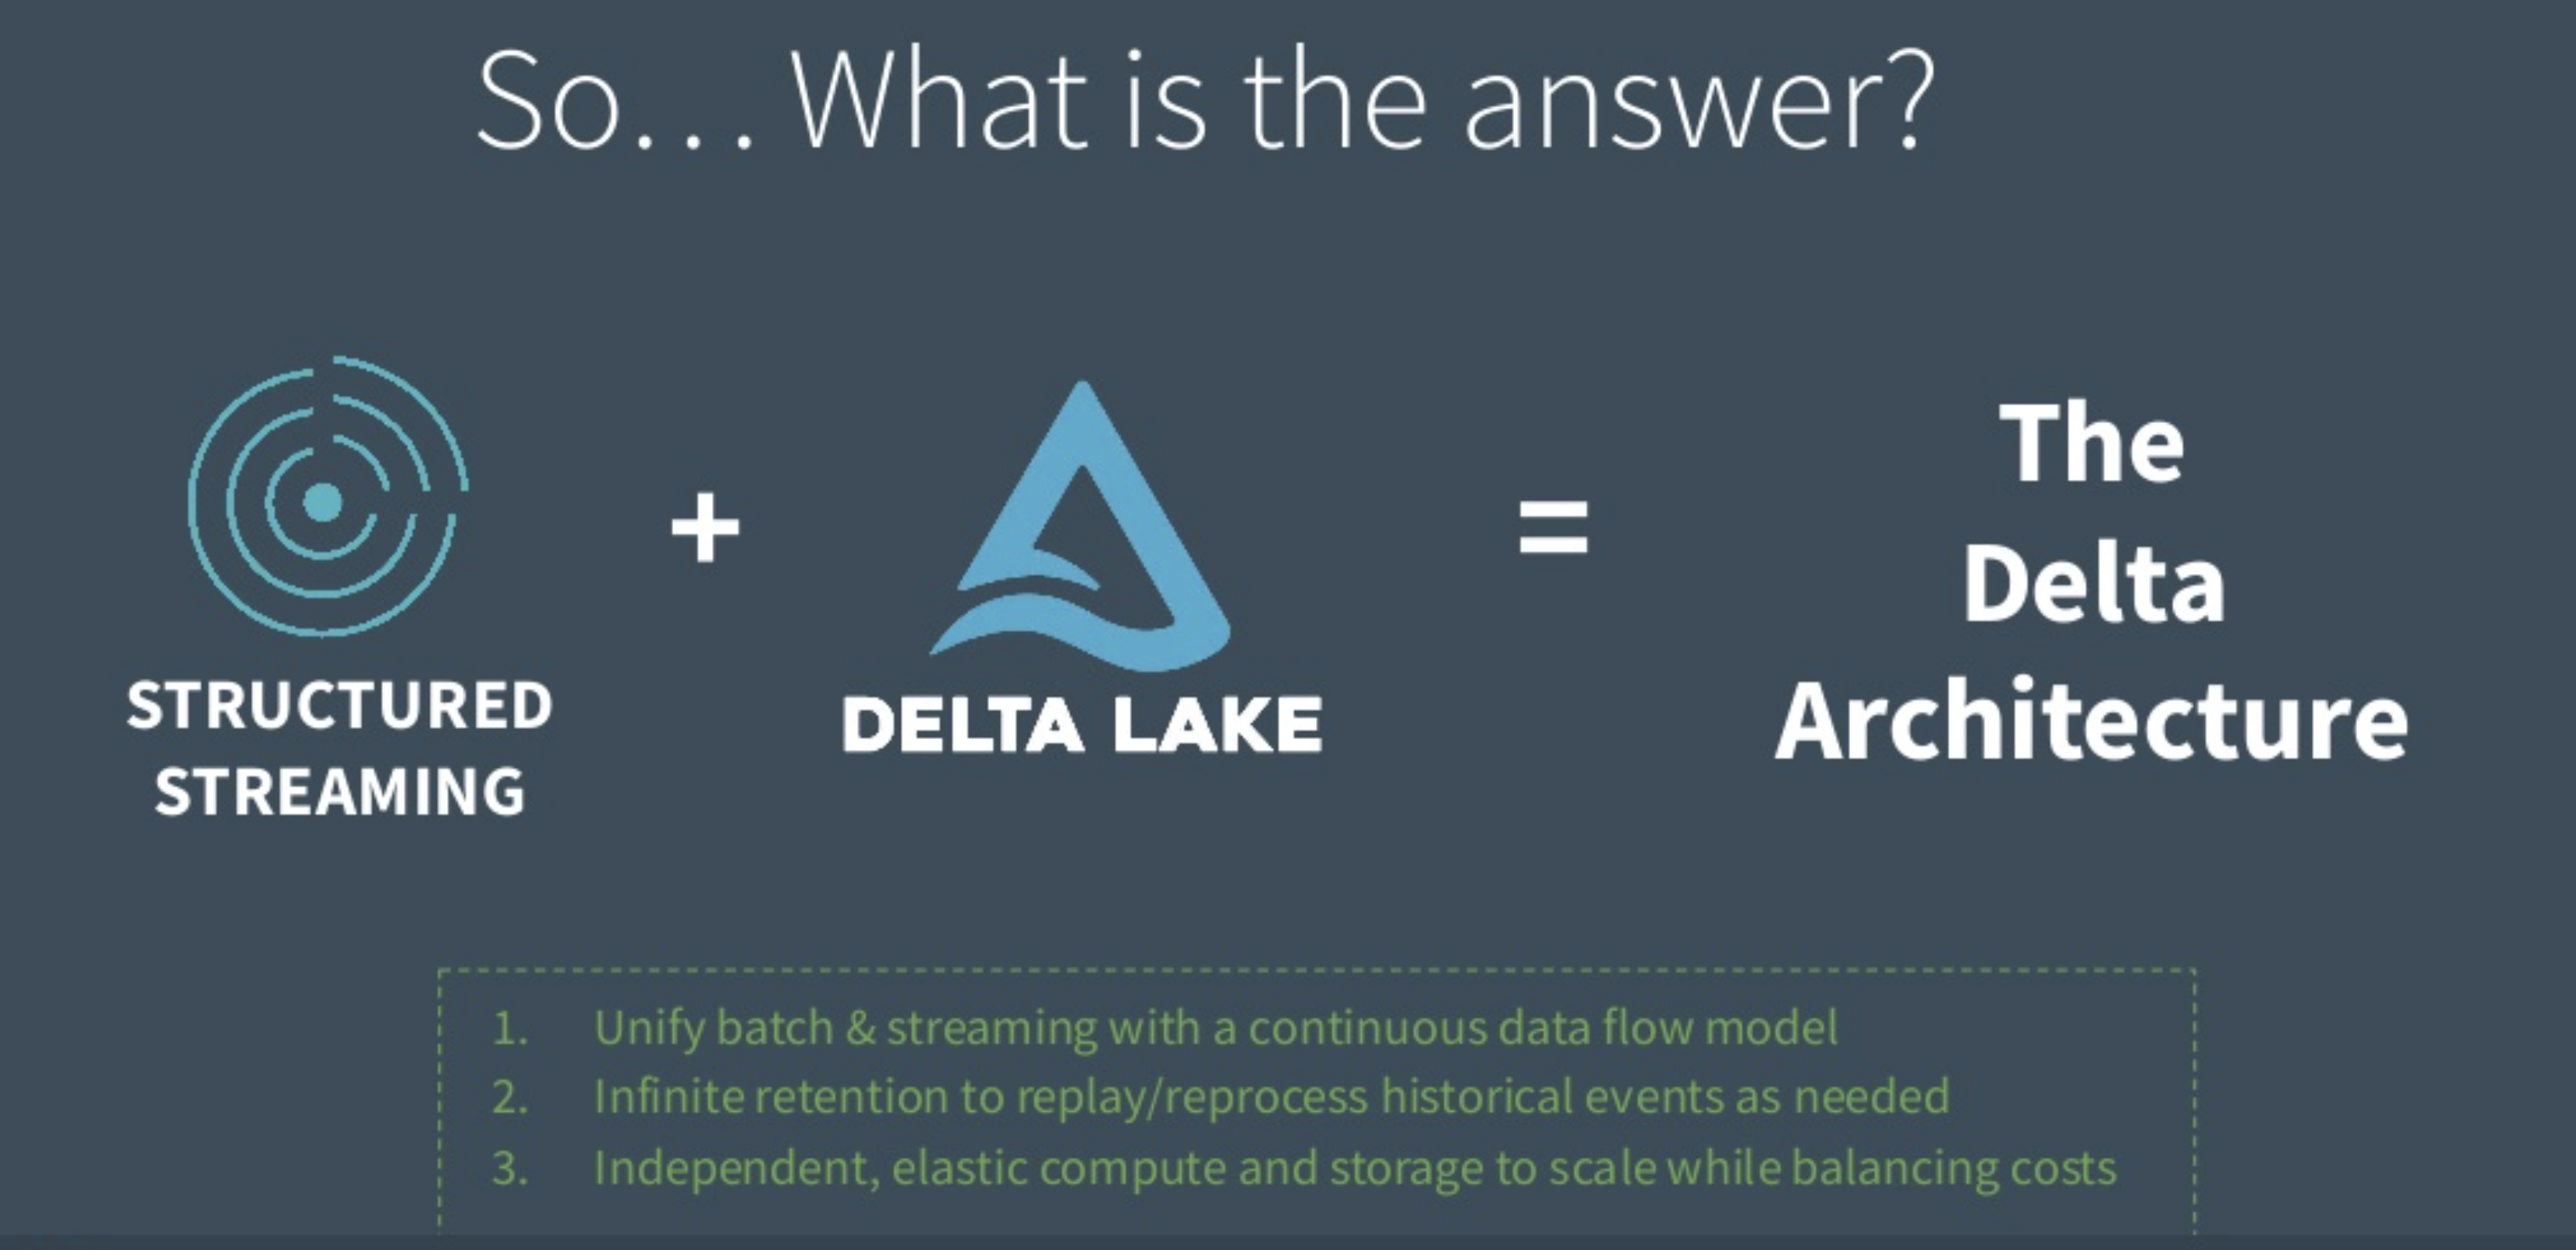 So… What is the answer?
STRUCTURED
STREAMING
+
DELTA LAKE
=
The
Delta
Architecture
1. Unify batch & streaming with a continuous data flow model
2. Infinite retention to replay/reprocess historical events as needed
3. Independent, elastic compute and storage to scale while balancing costs